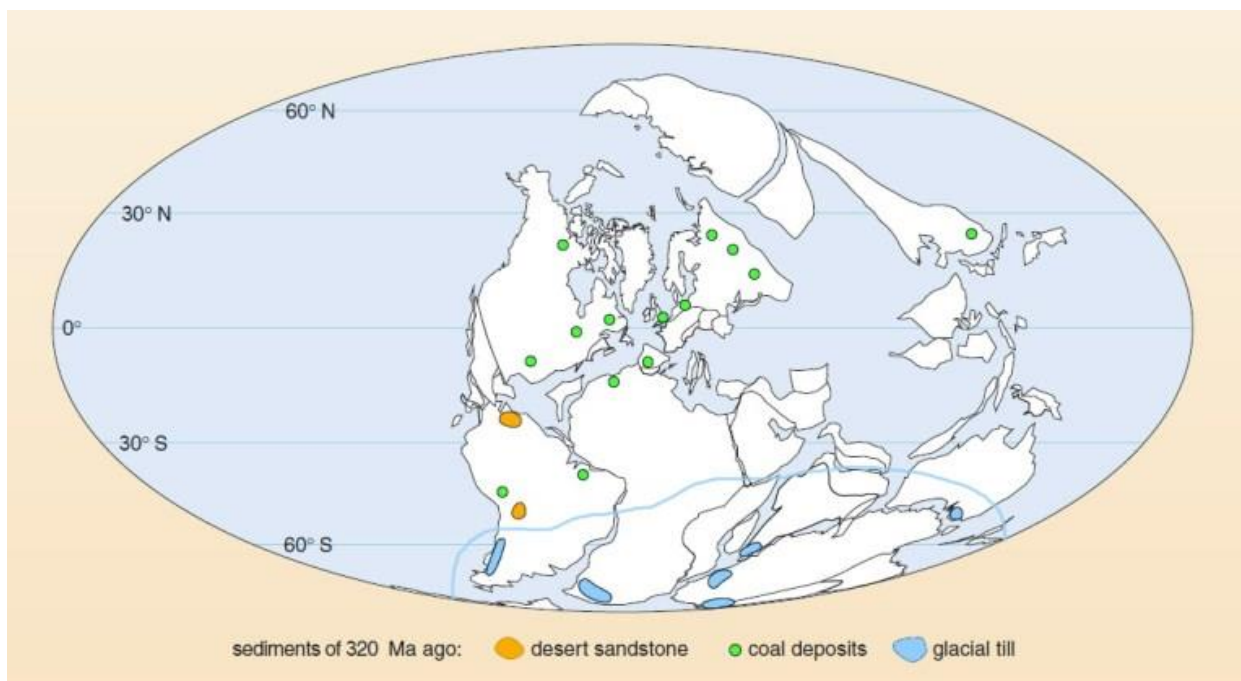 60° N
30° N
0°
30° S
60° S
sediments of 320 Ma ago: desert sandstone coal deposits glacial till